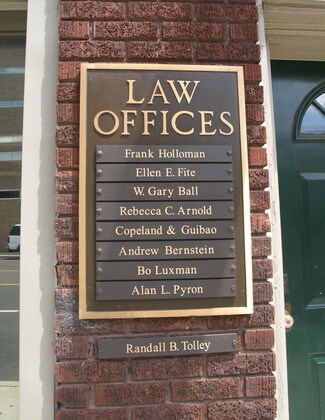 LAW
OFFICES
Frank Holloman
Ellen E. Fite
W. Gary Ball
Rebecca C. Arnold
Copeland & Guibao
Andrew Bernstein
Bo Luxman
Alan L. Pyron
Randall B. Tolley